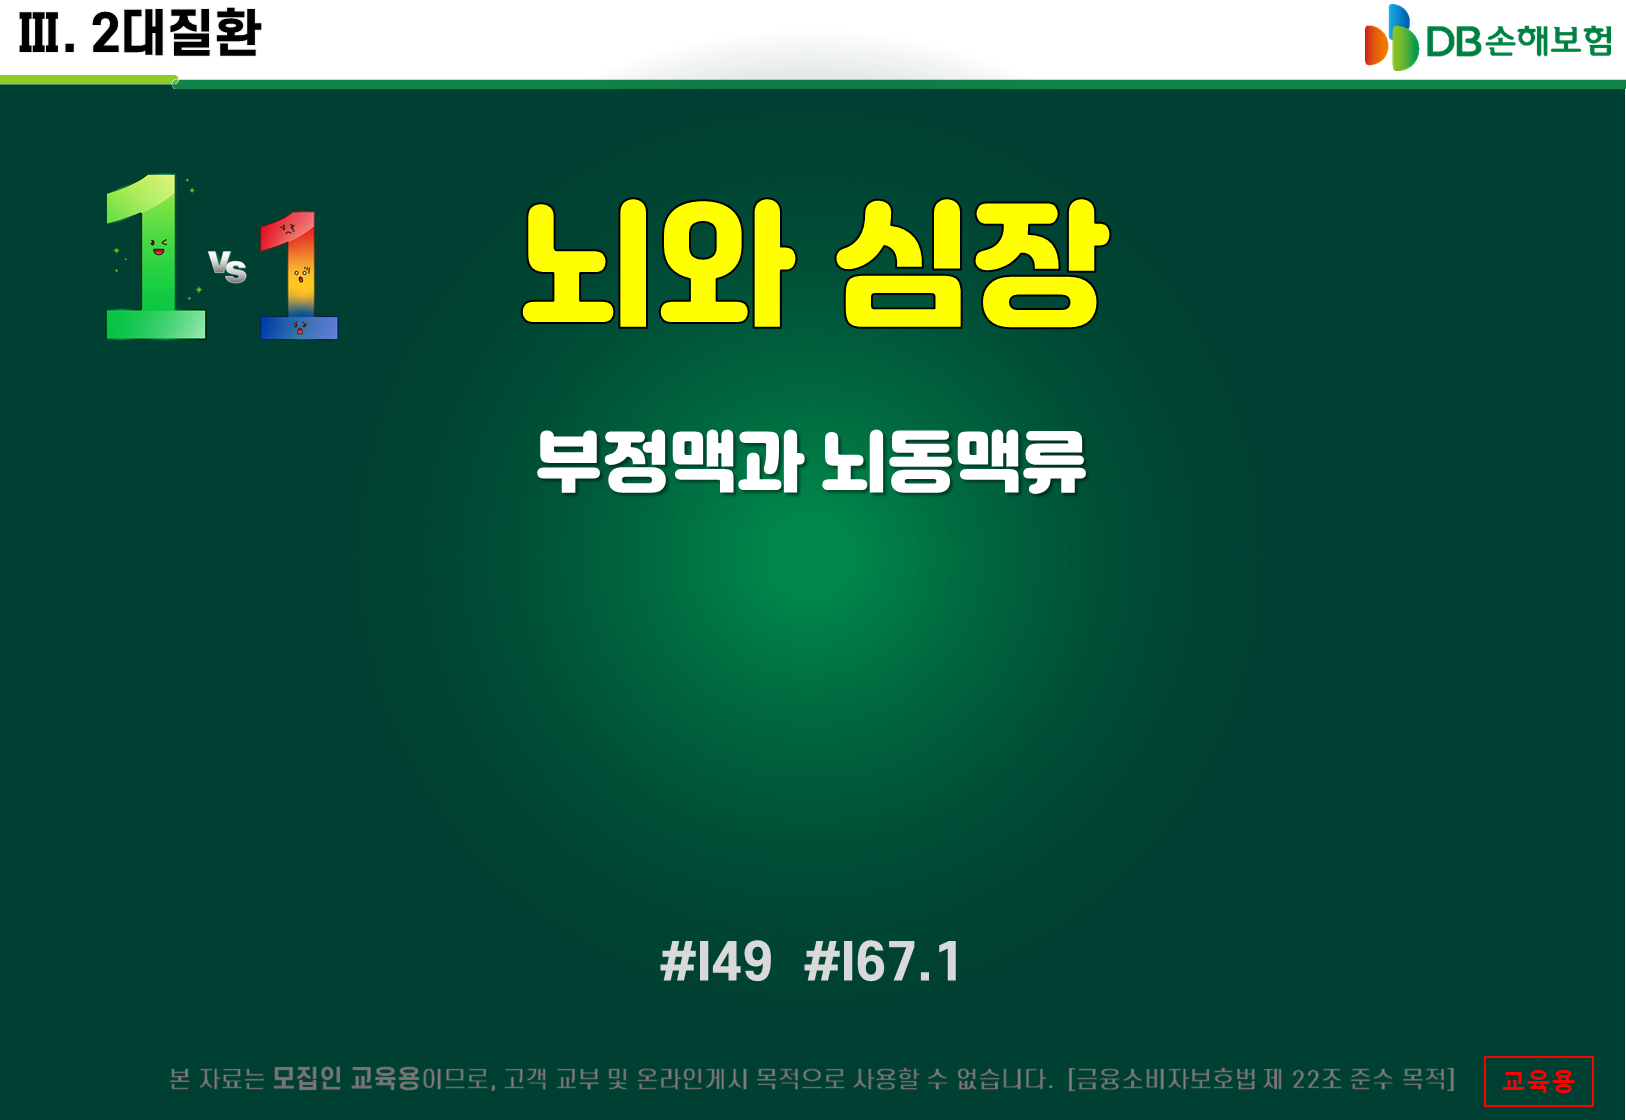 III. 2대질환
DB손해보험
1 vs 1
뇌와 심장
부정맥과 뇌동맥류
#I49 #I67.1
본 자료는 모집인 교육용이므로, 고객 교부 및 온라인게시 목적으로 사용할 수 없습니다. [금융소비자보호법 제 22조 준수 목적]
교육용